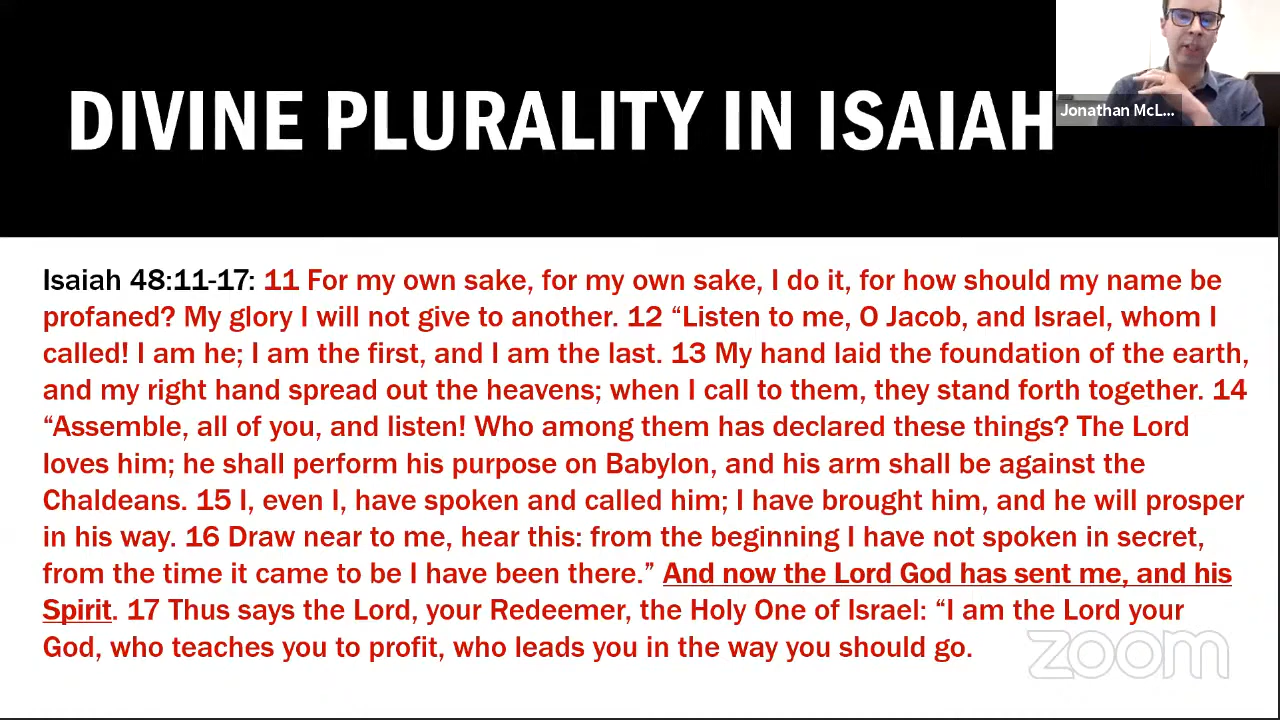 DIVINE PLURALITY IN ISAIAH
Jonathan McL...
Isaiah 48:11-17: 11 For my own sake, for my own sake, I do it, for how should my name be
profaned? My glory I will not give to another. 12 “Listen to me, O Jacob, and Israel, whom I
called! I am he; I am the first, and I am the last. 13 My hand laid the foundation of the earth,
and my right hand spread out the heavens; when I call to them, they stand forth together. 14
“Assemble, all of you, and listen! Who among them has declared these things? The Lord
loves him; he shall perform his purpose on Babylon, and his arm shall be against the
Chaldeans. 15 I, even I, have spoken and called him; I have brought him, and he will prosper
in his way. 16 Draw near to me, hear this: from the beginning I have not spoken in secret,
from the time it came to be I have been there.” And now the Lord God has sent me, and his
Spirit. 17 Thus says the Lord, your Redeemer, the Holy One of Israel: “I am the Lord your
God, who teaches you to profit, who leads you in the way you should go.
zoom